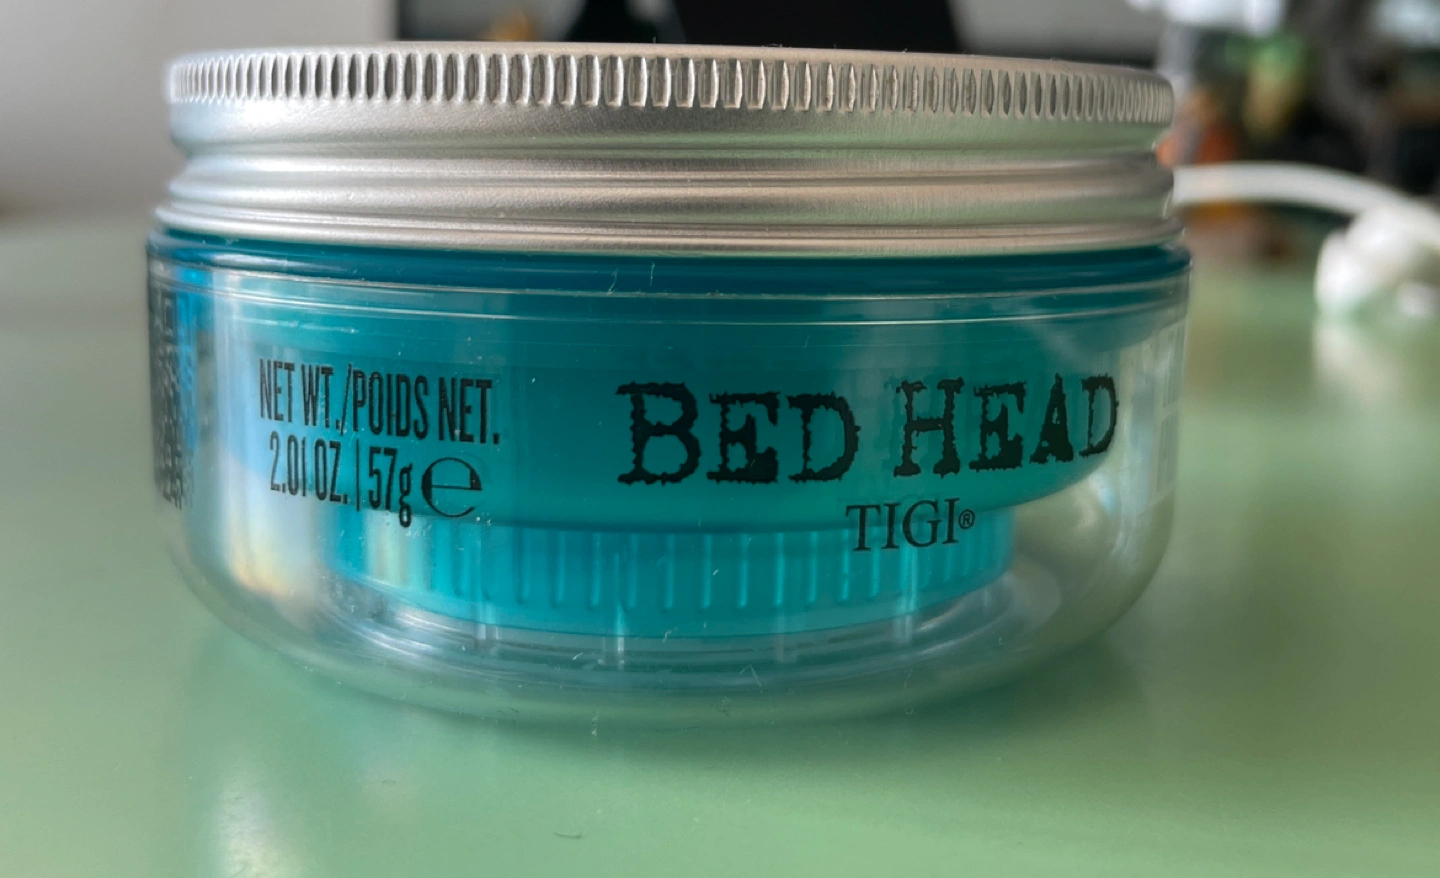 NET WT./POIDS NET.
2.01 OZ. | 57g ℮
BED HEAD
TIGI®